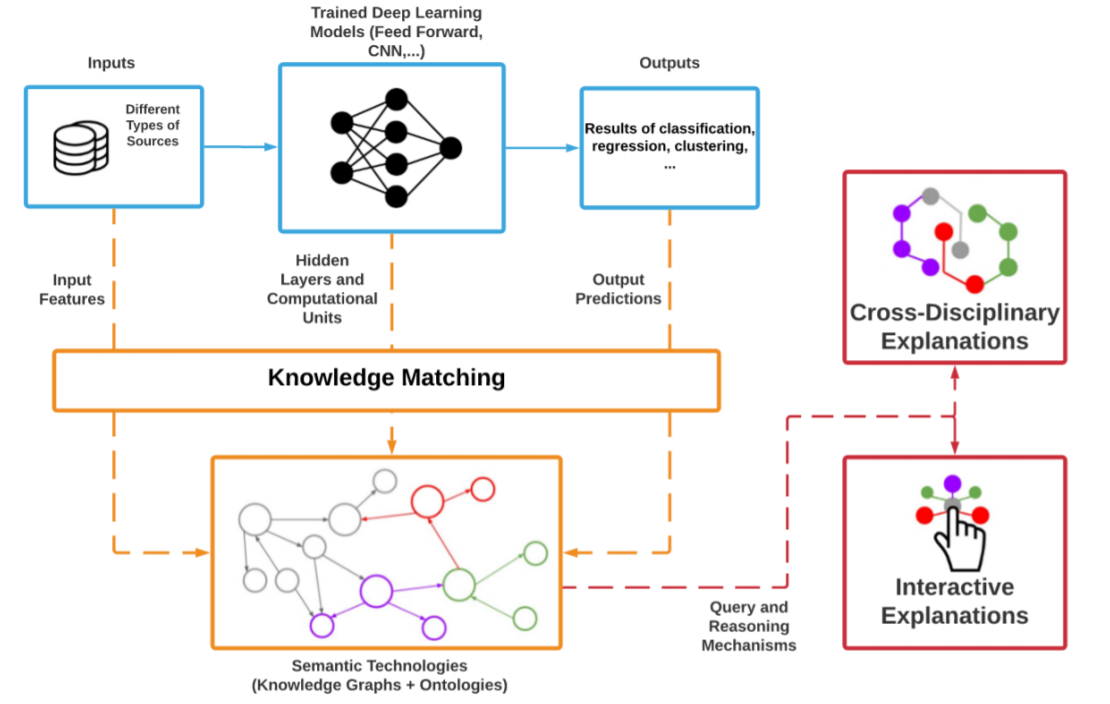 Trained Deep Learning
Models (Feed Forward,
CNN,...)
Inputs
Outputs
Different
Types of
Sources
Results of classification,
regression, clustering,
...
Input
Features
Hidden
Layers and
Computational
Units
Output
Predictions
Knowledge Matching
Cross-Disciplinary
Explanations
Interactive
Explanations
Query and
Reasoning
Mechanisms
Semantic Technologies
(Knowledge Graphs + Ontologies)